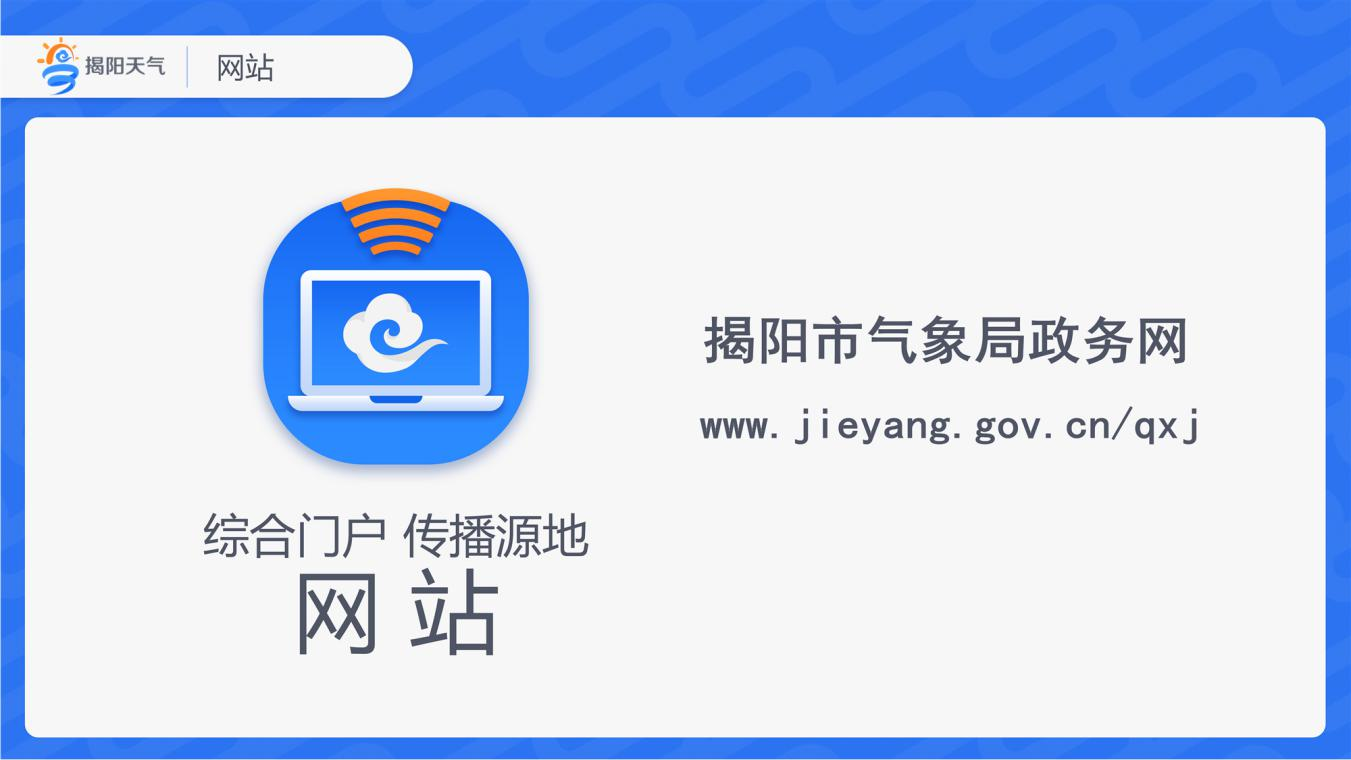 揭阳天气 网站
揭阳市气象局政务网
www.jieyang.gov.cn/qxj
综合门户 传播源地
网站